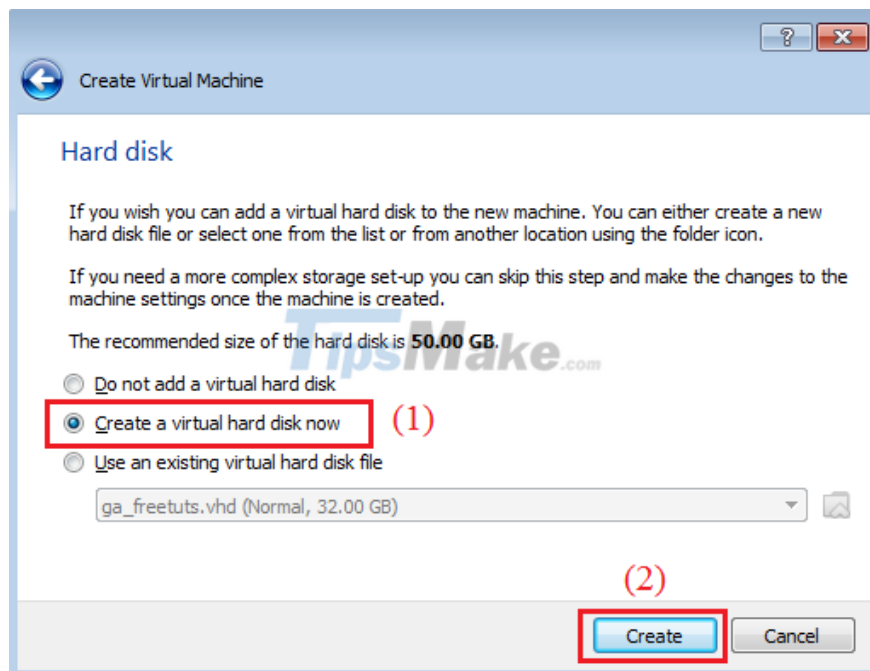 ?
Create Virtual Machine
Hard disk
If you wish you can add a virtual hard disk to the new machine. You can either create a new
hard disk file or select one from the list or from another location using the folder icon.
If you need a more complex storage set-up you can skip this step and make the changes to the
machine settings once the machine is created.
The recommended size of the hard disk is 50.00 GB.
TipsMake.com
Do not add a virtual hard disk
Create a virtual hard disk now (1)
Use an existing virtual hard disk file
ga_freetuts.vhd (Normal, 32.00 GB)
(2)
Create Cancel